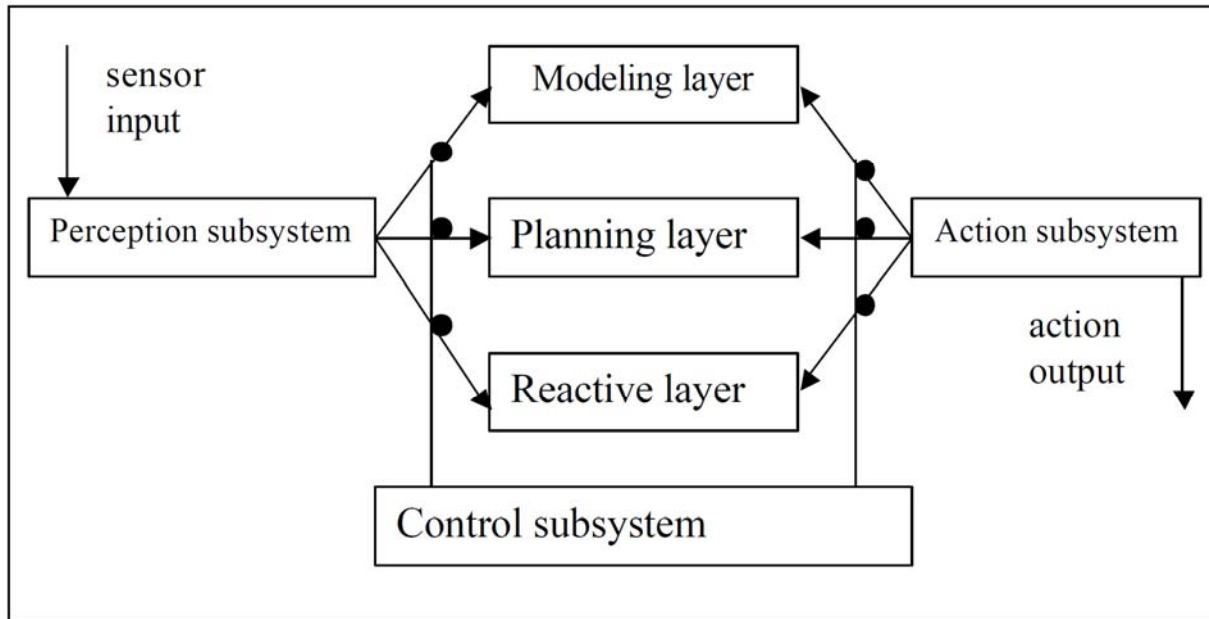 sensor
input
Modeling layer
Perception subsystem
Planning layer
Action subsystem
action
output
Reactive layer
Control subsystem